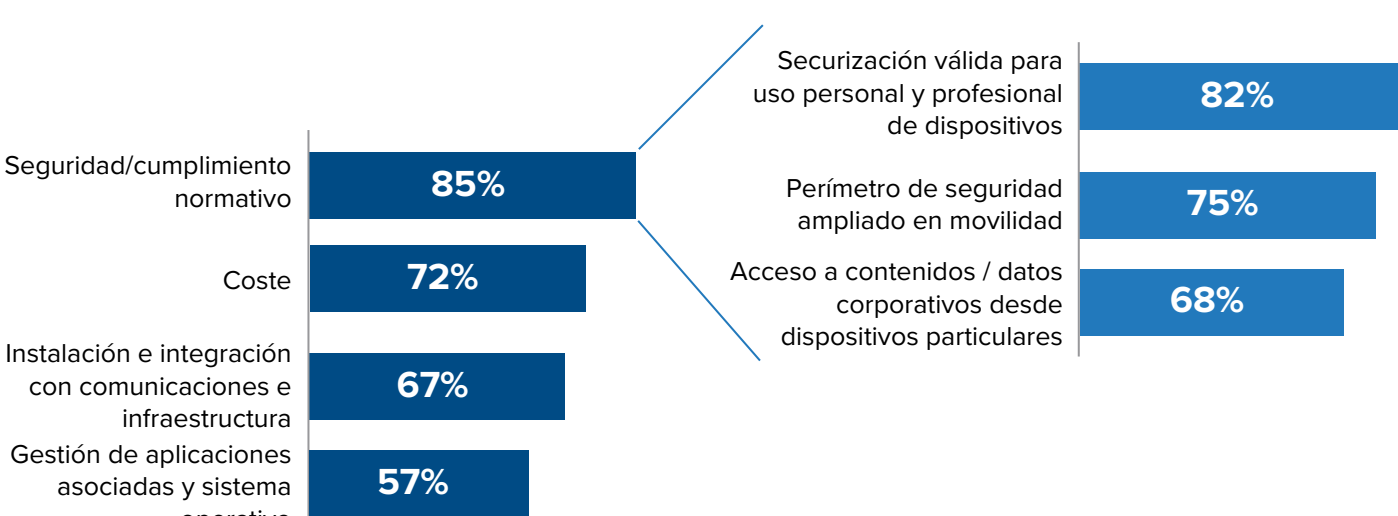 Seguridad/cumplimiento
normativo
85%
Coste
72%
Instalación e integración
con comunicaciones e
infraestructura
67%
Gestión de aplicaciones
asociadas y sistema
57%
Securización válida para
uso personal y profesional
de dispositivos
82%
Perímetro de seguridad
ampliado en movilidad
75%
Acceso a contenidos / datos
corporativos desde
dispositivos particulares
68%